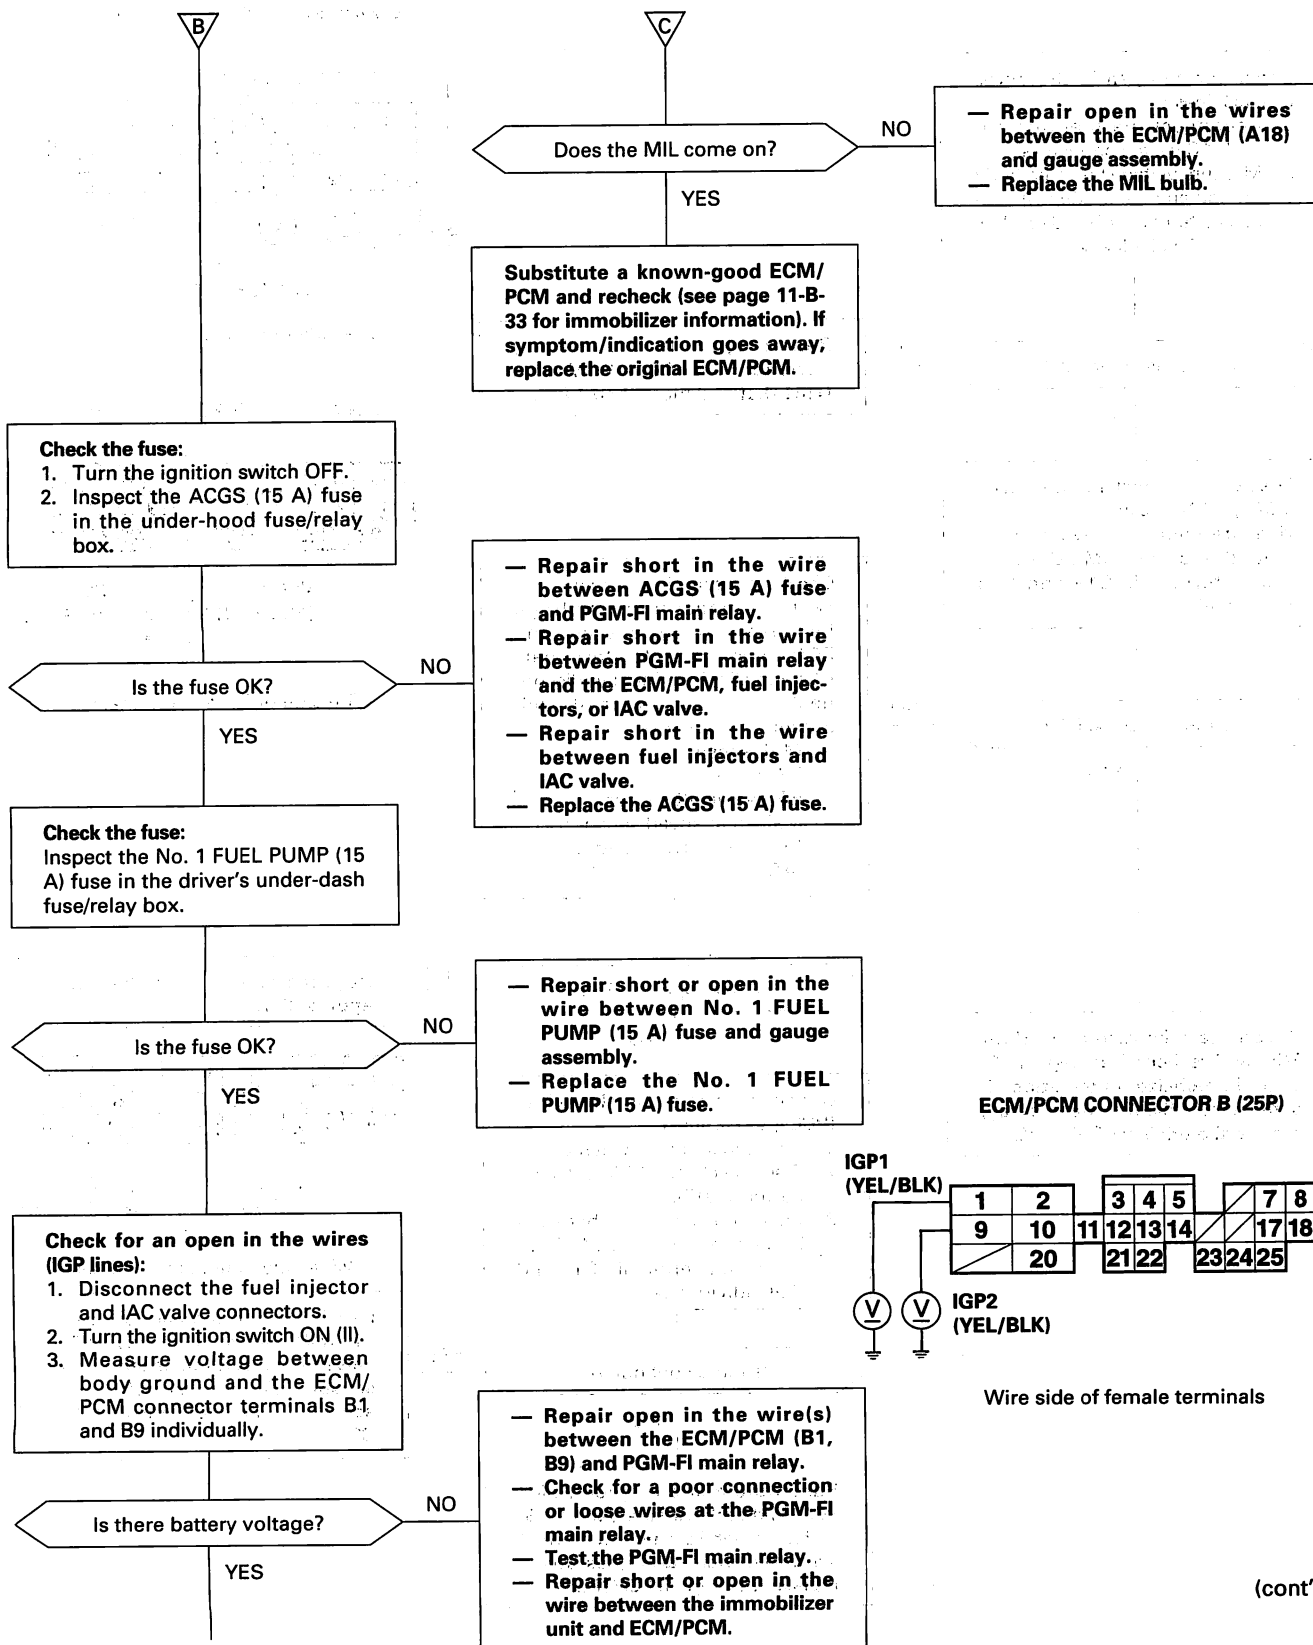 B
C
Does the MIL come on?
NO
YES
— Repair open in the wires
between the ECM/PCM (A18)
and gauge assembly.
— Replace the MIL bulb.
Substitute a known-good ECM/
PCM and recheck (see page 11-B-
33 for immobilizer information). If
symptom/indication goes away,
replace the original ECM/PCM.
Check the fuse:
1. Turn the ignition switch OFF.
2. Inspect the ACGS (15 A) fuse
in the under-hood fuse/relay
box.
Is the fuse OK?
NO
YES
— Repair short in the wire
between ACGS (15 A) fuse
and PGM-FI main relay.
— Repair short in the wire
between PGM-FI main relay
and the ECM/PCM, fuel injec-
tors, or IAC valve.
— Repair short in the wire
between fuel injectors and
IAC valve.
— Replace the ACGS (15 A) fuse.
Check the fuse:
Inspect the No. 1 FUEL PUMP (15
A) fuse in the driver's under-dash
fuse/relay box.
Is the fuse OK?
NO
YES
— Repair short or open in the
wire between No. 1 FUEL
PUMP (15 A) fuse and gauge
assembly.
— Replace the No. 1 FUEL
PUMP (15 A) fuse.
ECM/PCM CONNECTOR B (25P)
IGP1
(YEL/BLK)
1 2 3 4 5 7 8
9 10 11 12 13 14 17 18
20 21 22 23 24 25
V V
IGP2
(YEL/BLK)
Wire side of female terminals
Check for an open in the wires
(IGP lines):
1. Disconnect the fuel injector
and IAC valve connectors.
2. Turn the ignition switch ON (II).
3. Measure voltage between
body ground and the ECM/
PCM connector terminals B1
and B9 individually.
Is there battery voltage?
NO
YES
— Repair open in the wire(s)
between the ECM/PCM (B1,
B9) and PGM-FI main relay.
— Check for a poor connection
or loose wires at the PGM-FI
main relay.
— Test the PGM-FI main relay.
— Repair short or open in the
wire between the immobilizer
unit and ECM/PCM.
(cont'